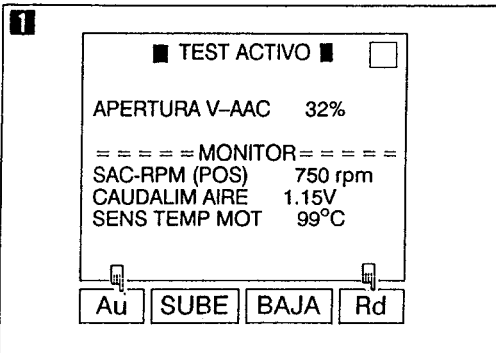 1
■ TEST ACTIVO ■
APERTURA V–AAC 32%
= = = = = MONITOR = = = = =
SAC-RPM (POS) 750 rpm
CAUDALIM AIRE 1.15V
SENS TEMP MOT 99°C
Au SUBE BAJA Rd